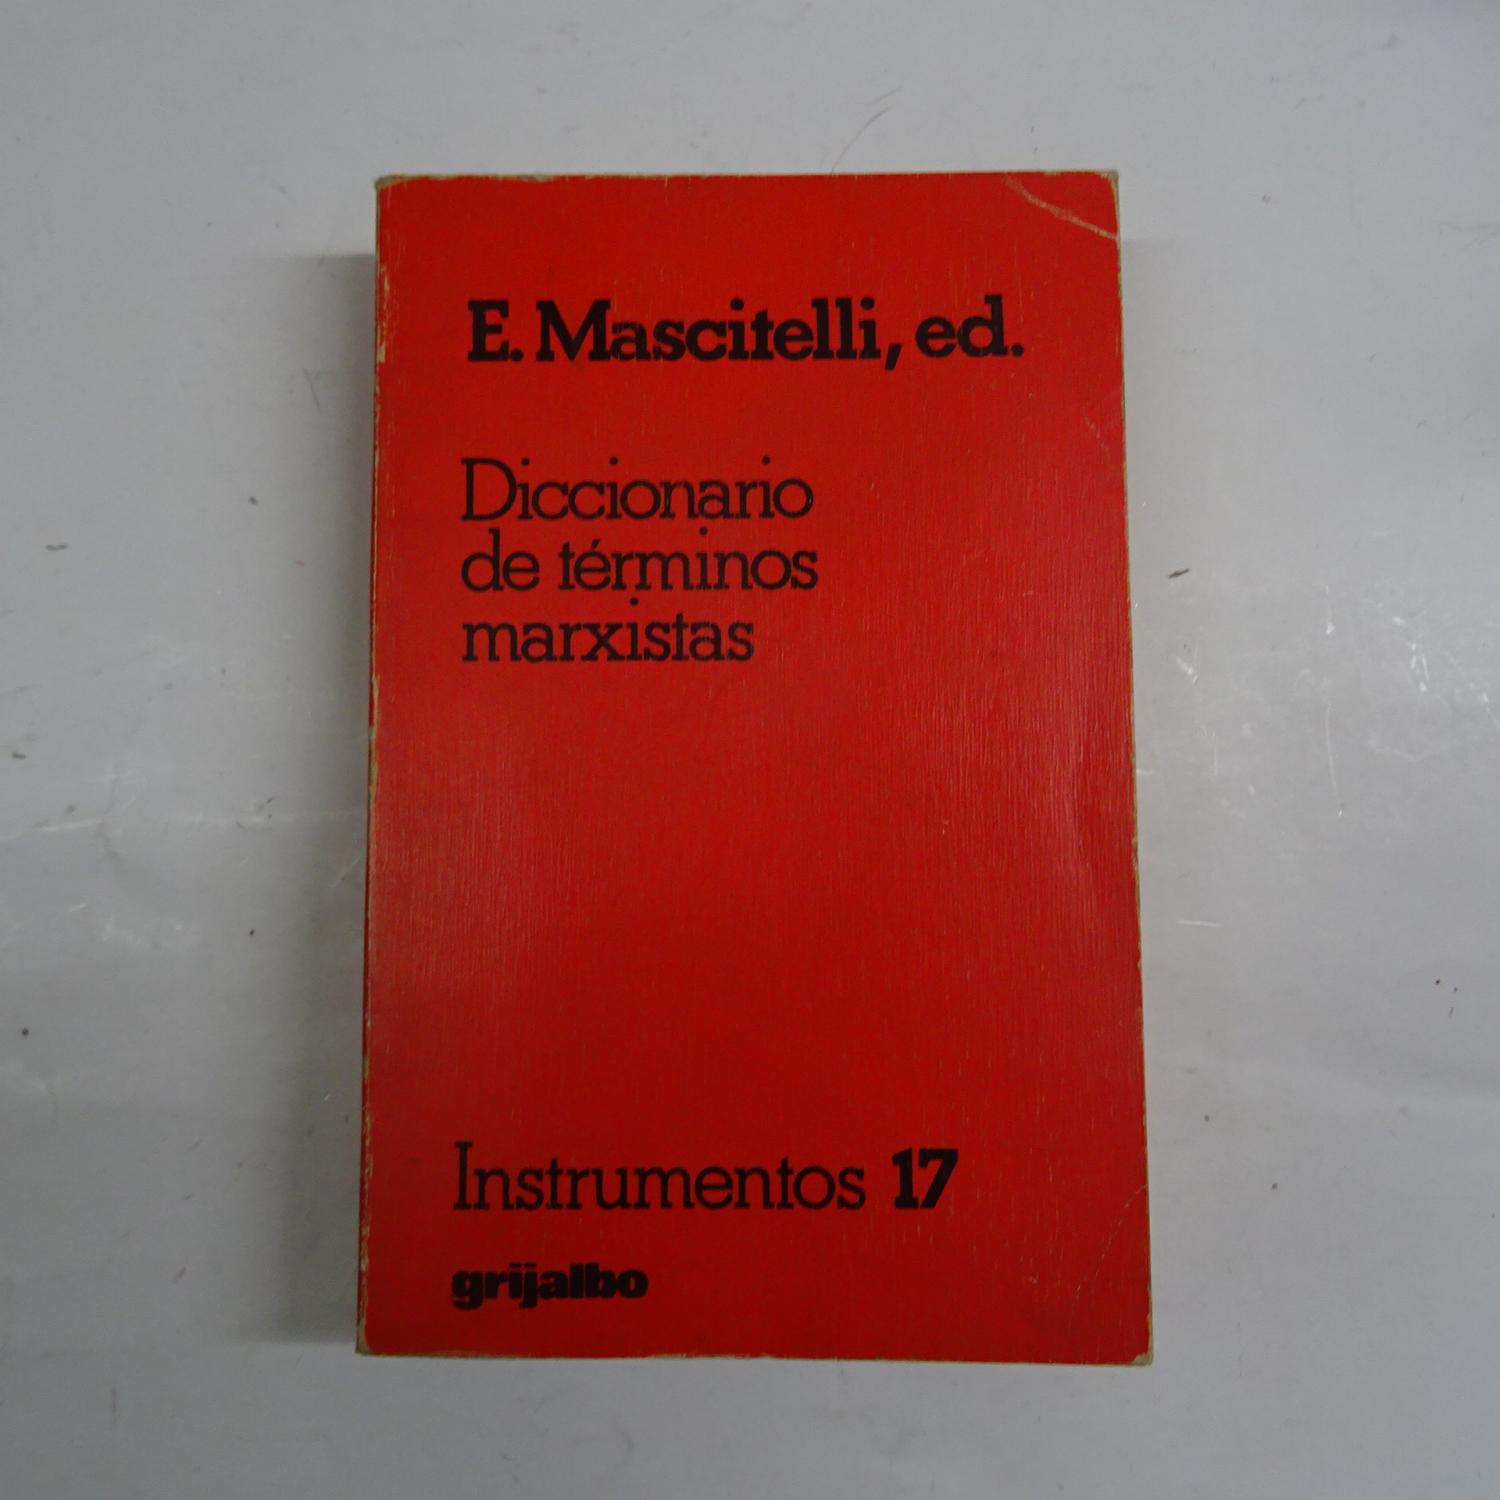 E. Mascitelli, ed.
Diccionario
de términos
marxistas
Instrumentos 17
grijalbo